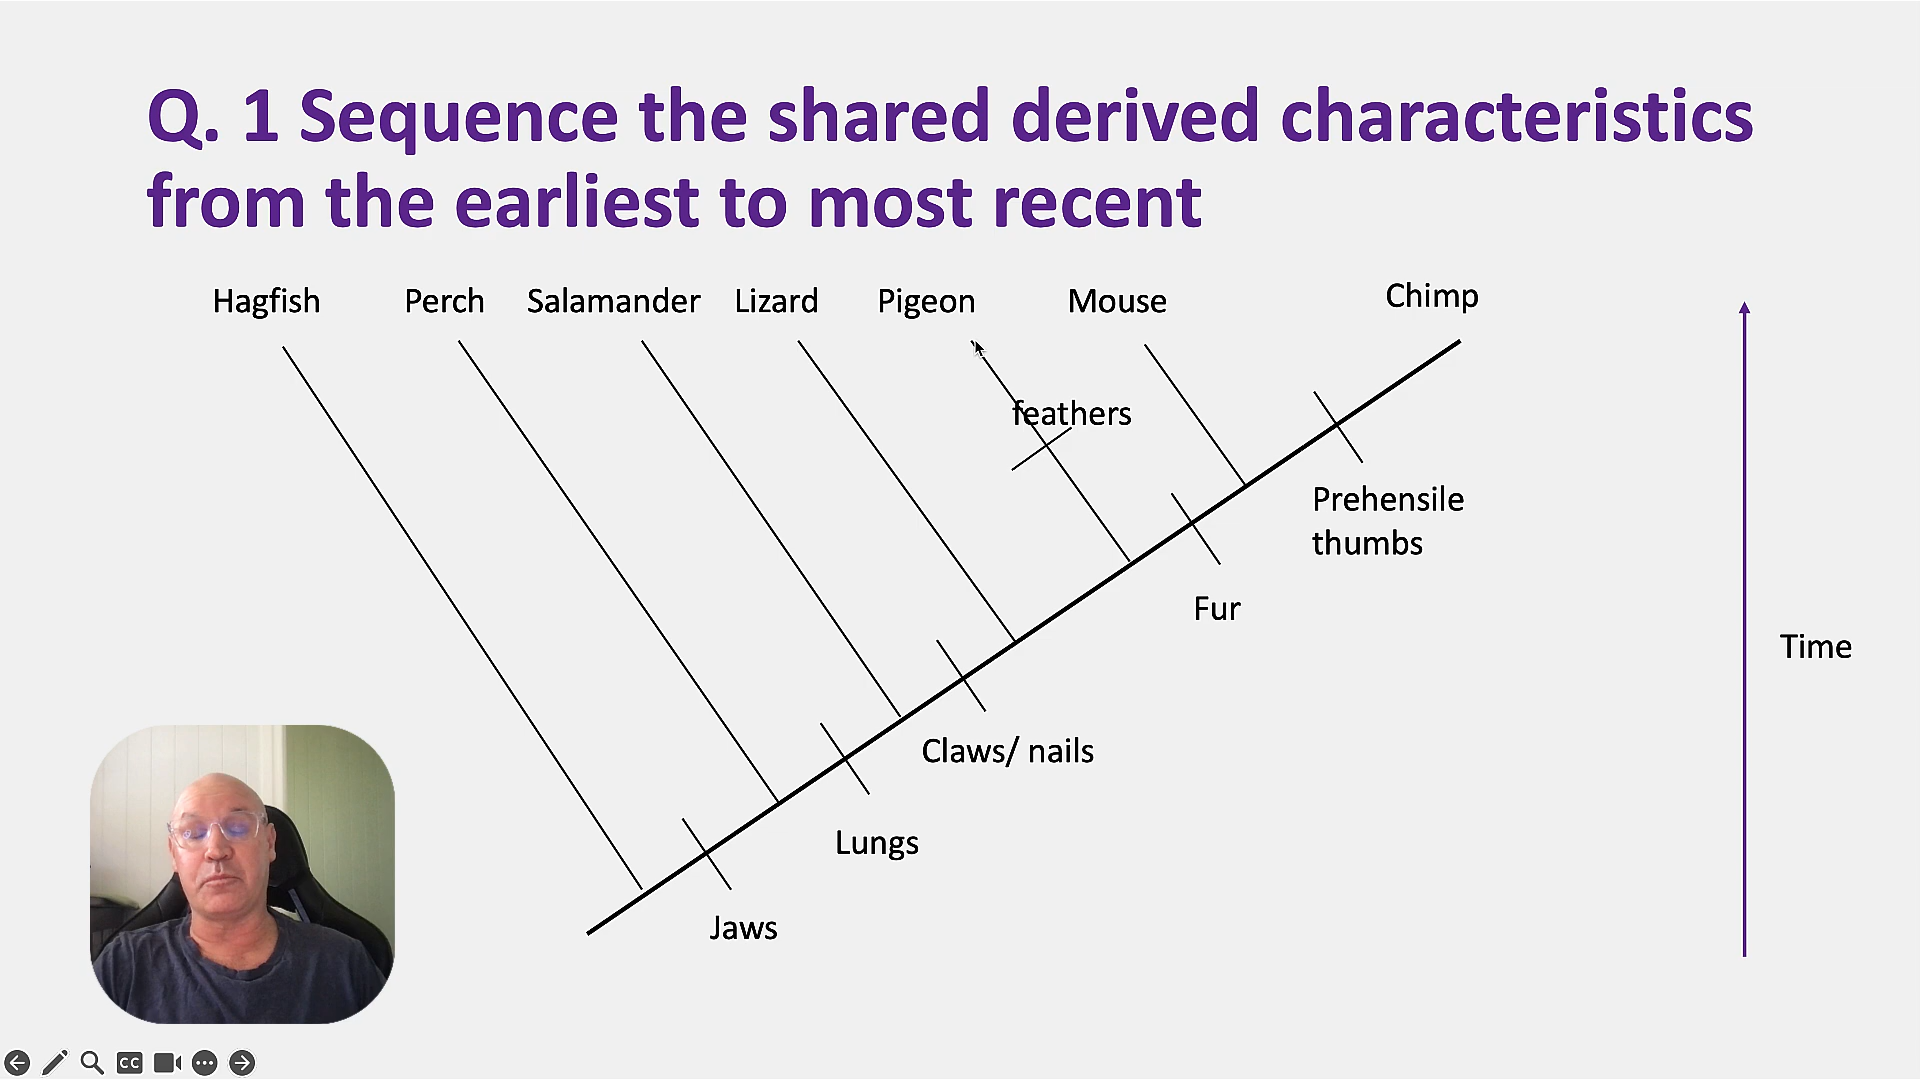 Q. 1 Sequence the shared derived characteristics
from the earliest to most recent
Hagfish
Perch
Salamander
Lizard
Pigeon
Mouse
Chimp
feathers
Prehensile
thumbs
Fur
Time
Claws/ nails
Lungs
Jaws
CC